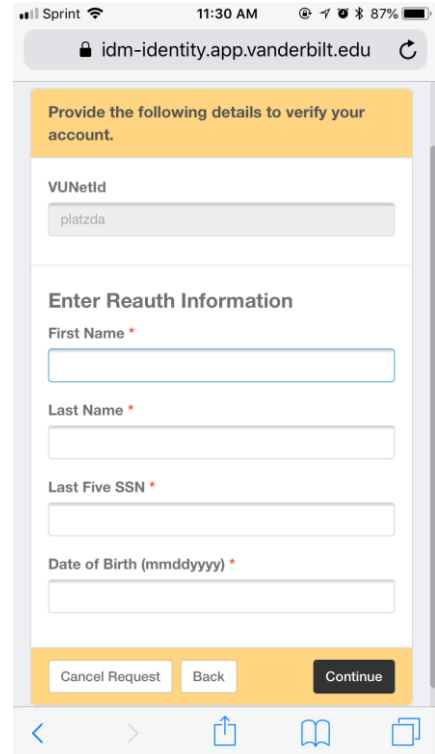 Sprint 11:30 AM 87%
idm-identity.app.vanderbilt.edu
Provide the following details to verify your
account.
VUNetId
platzda
Enter Reauth Information
First Name *
Last Name *
Last Five SSN *
Date of Birth (mmddyyyy) *
Cancel Request Back Continue